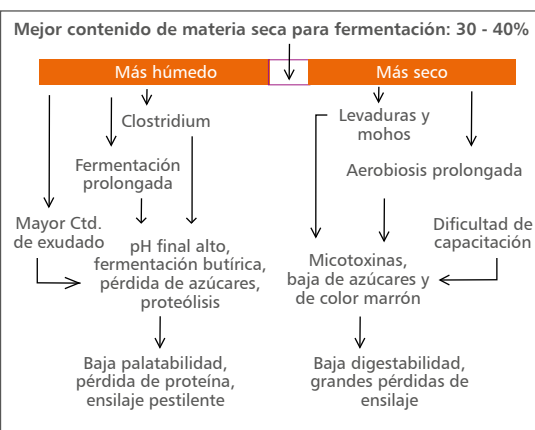 Mejor contenido de materia seca para fermentación: 30 - 40%
Más húmedo
Más seco
Clostridium
Levaduras y
mohos
Fermentación
prolongada
Aerobiosis prolongada
Mayor Ctd.
de exudado
Dificultad de
capacitación
pH final alto,
fermentación butírica,
pérdida de azúcares,
proteólisis
Micotoxinas,
baja de azúcares y
de color marrón
Baja palatabilidad,
pérdida de proteína,
ensilaje pestilente
Baja digestabilidad,
grandes pérdidas de
ensilaje